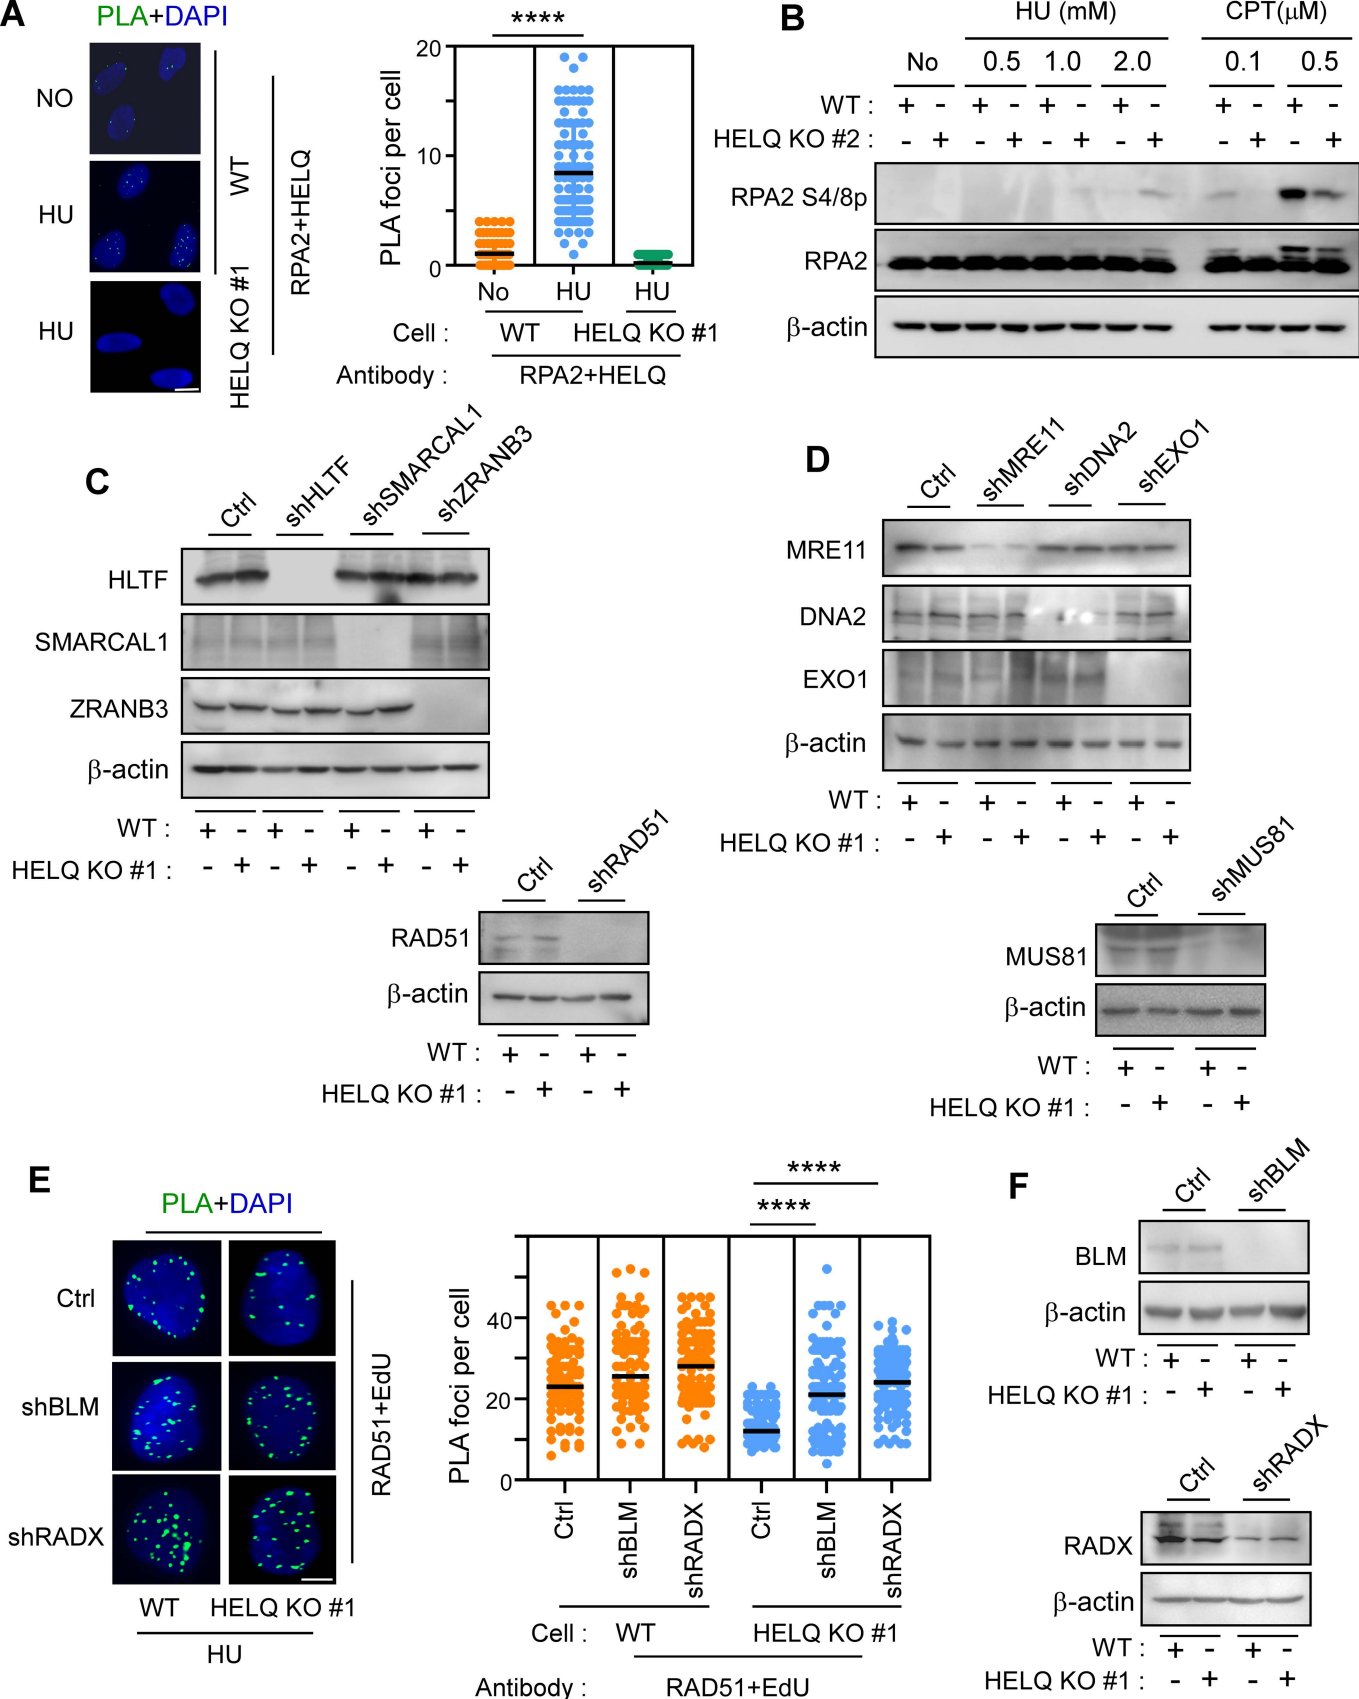 A
PLA+DAPI
NO
HU
HU
WT
HELQ KO #1
RPA2+HELQ
****
PLA foci per cell
20
10
0
No HU HU
Cell : WT HELQ KO #1
Antibody : RPA2+HELQ
B
HU (mM) CPT(μM)
No 0.5 1.0 2.0 0.1 0.5
WT : + - + - + - + - + - + -
HELQ KO #2 : - + - + - + - + - + - +
RPA2 S4/8p
RPA2
β-actin
C
Ctrl shHLTF shSMARCAL1 shZRANB3
HLTF
SMARCAL1
ZRANB3
β-actin
WT : + - + - + - + -
HELQ KO #1 : - + - + - + - +
Ctrl shRAD51
RAD51
β-actin
WT : + - + -
HELQ KO #1 : - + - +
D
Ctrl shMRE11 shDNA2 shEXO1
MRE11
DNA2
EXO1
β-actin
WT : + - + - + - + -
HELQ KO #1 : - + - + - + - +
Ctrl shMUS81
MUS81
β-actin
WT : + - + -
HELQ KO #1 : - + - +
E
PLA+DAPI
Ctrl
shBLM
shRADX
RAD51+EdU
WT HELQ KO #1
HU
****
****
PLA foci per cell
40
20
0
Ctrl shBLM shRADX Ctrl shBLM shRADX
Cell : WT HELQ KO #1
Antibody : RAD51+EdU
F
Ctrl shBLM
BLM
β-actin
WT : + - + -
HELQ KO #1 : - + - +
Ctrl shRADX
RADX
β-actin
WT : + - + -
HELQ KO #1 : - + - +